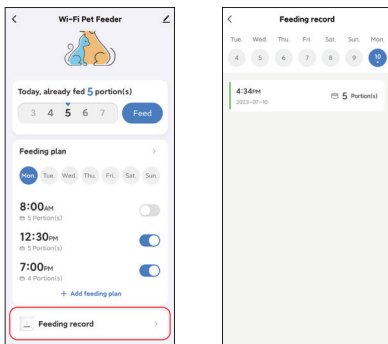 Wi-Fi Pet Feeder
Today, already fed 5 portion(s)
3 4 5 6 7
Feed
Feeding plan
Mon. Tue. Wed. Thu. Fri. Sat. Sun.
8:00AM
5 Portion(s)
12:30PM
5 Portion(s)
7:00PM
4 Portion(s)
+ Add feeding plan
Feeding record
Feeding record
Tue. Wed. Thu. Fri. Sat. Sun. Mon.
4 5 6 7 8 9 10
4:34PM
5 Portion(s)
2023-07-10